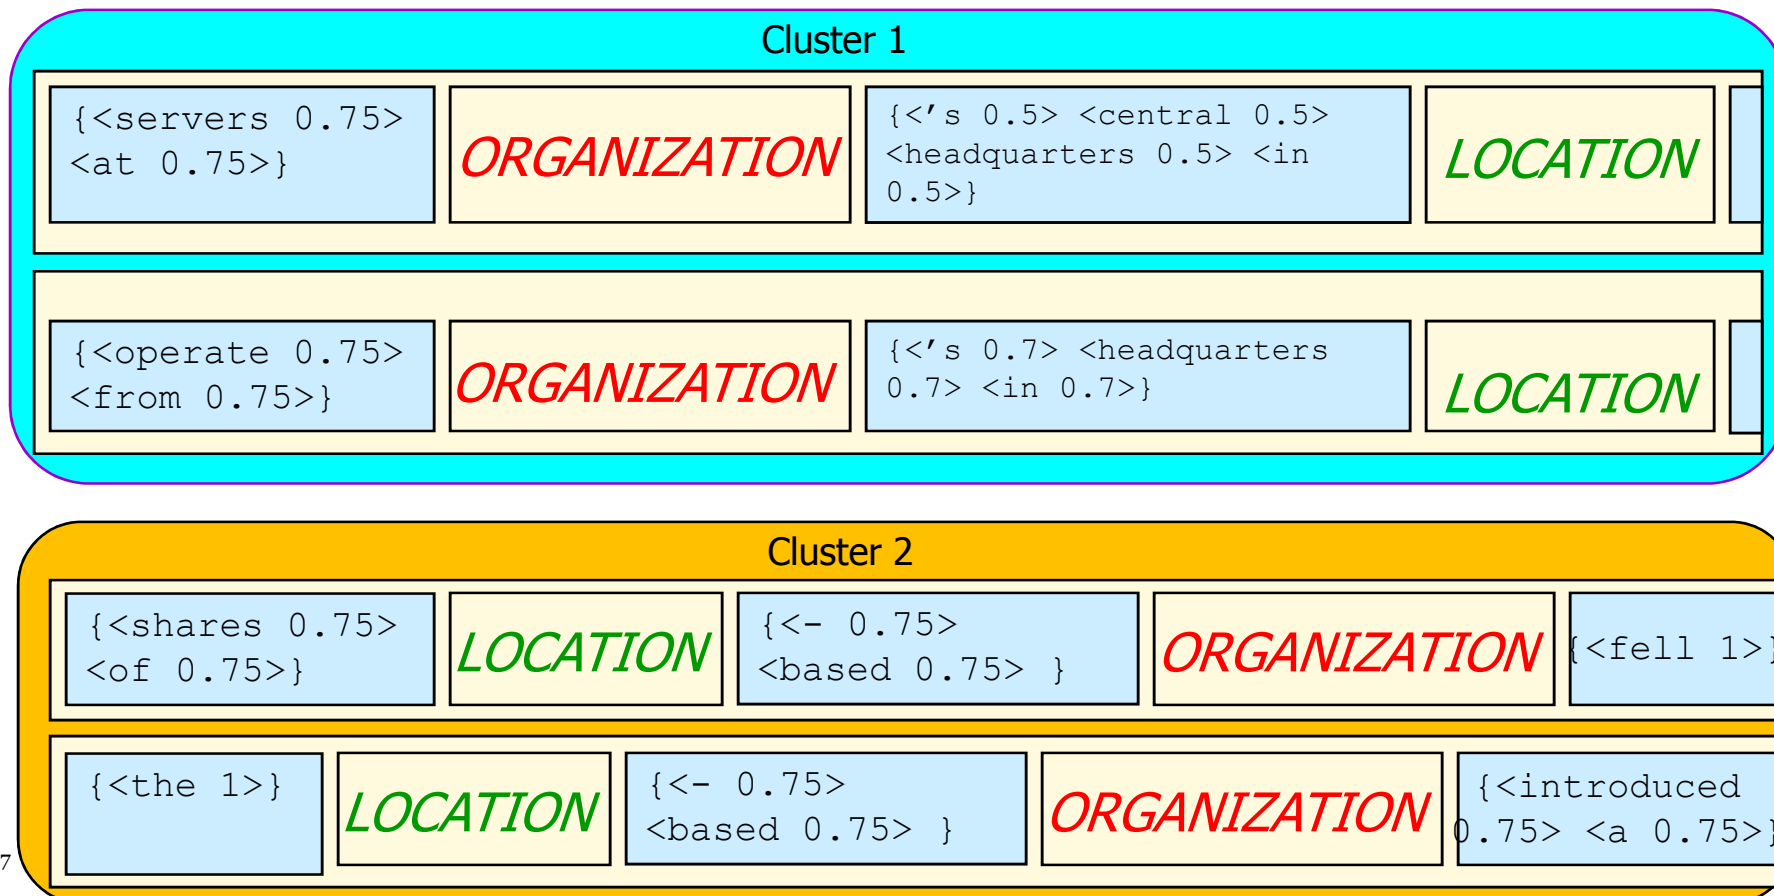 Cluster 1
{<servers 0.75>
<at 0.75>}
ORGANIZATION
{<’s 0.5> <central 0.5>
<headquarters 0.5> <in
0.5>}
LOCATION
{<operate 0.75>
<from 0.75>}
ORGANIZATION
{<’s 0.7> <headquarters
0.7> <in 0.7>}
LOCATION
Cluster 2
{<shares 0.75>
<of 0.75>}
LOCATION
{<- 0.75>
<based 0.75> }
ORGANIZATION
{<fell 1>}
{<the 1>}
LOCATION
{<- 0.75>
<based 0.75> }
ORGANIZATION
{<introduced
0.75> <a 0.75>}
7